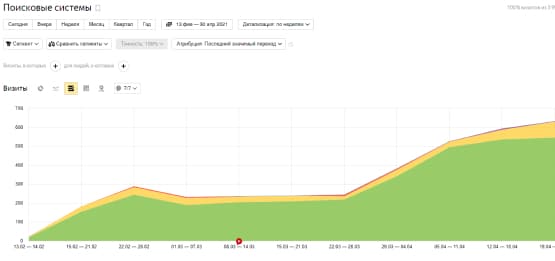 Поисковые системы
100% визитов из
Сегодня Вчера Неделя Месяц Квартал Год 13 фев — 30 апр 2021 Детализация: по неделям
Сегмент Сравнить сегменты Точность: 100% Атрибуция: Последний значимый переход
Визиты, в которых + для людей, у которых +
Визиты 7/7
700
600
500
400
300
200
100
0
13.02 — 14.02 15.02 — 21.02 22.02 — 28.02 01.03 — 07.03 08.03 — 14.03 15.03 — 21.03 22.03 — 28.03 29.03 — 04.04 05.04 — 11.04 12.04 — 18.04